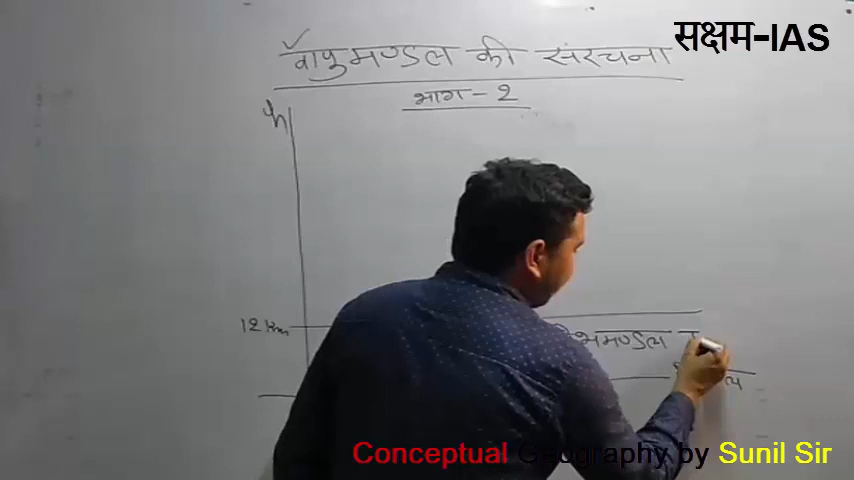 सक्षम-IAS
वायुमण्डल की संरचना
भाग - 2
h
12 km
Conceptual Geography by Sunil Sir